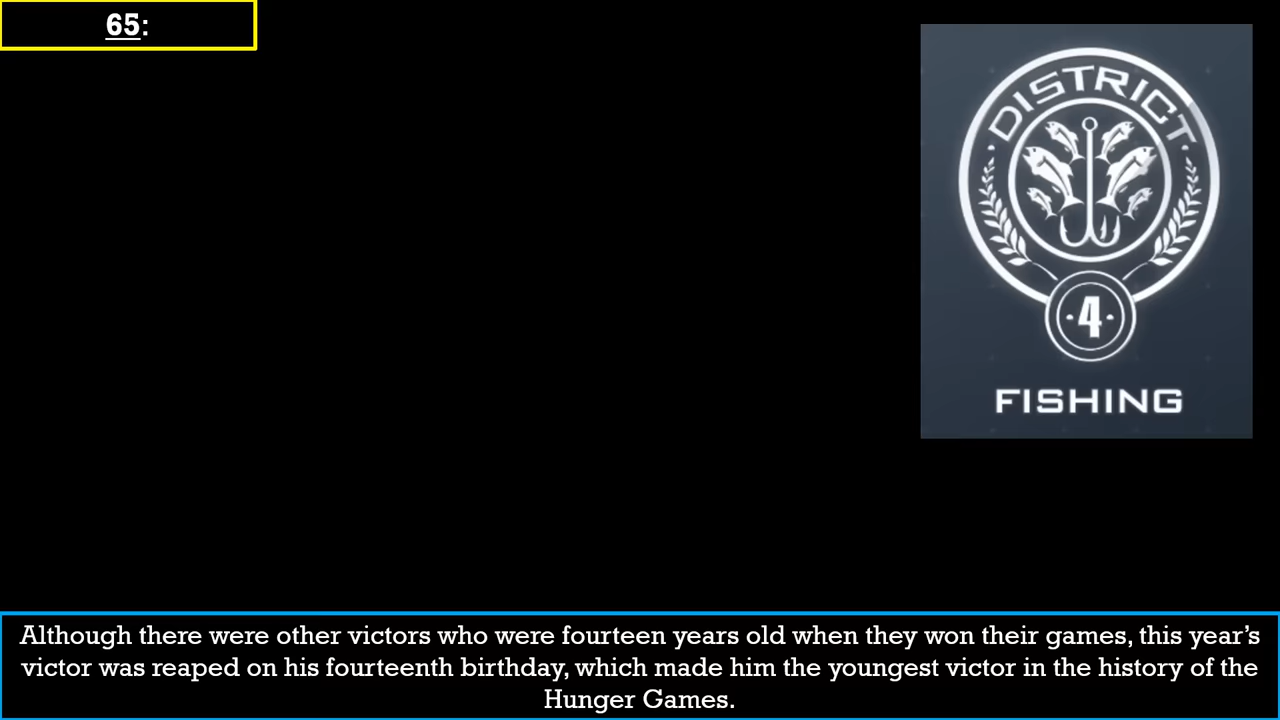 65:
DISTRICT
4
FISHING
Although there were other victors who were fourteen years old when they won their games, this year’s
victor was reaped on his fourteenth birthday, which made him the youngest victor in the history of the
Hunger Games.